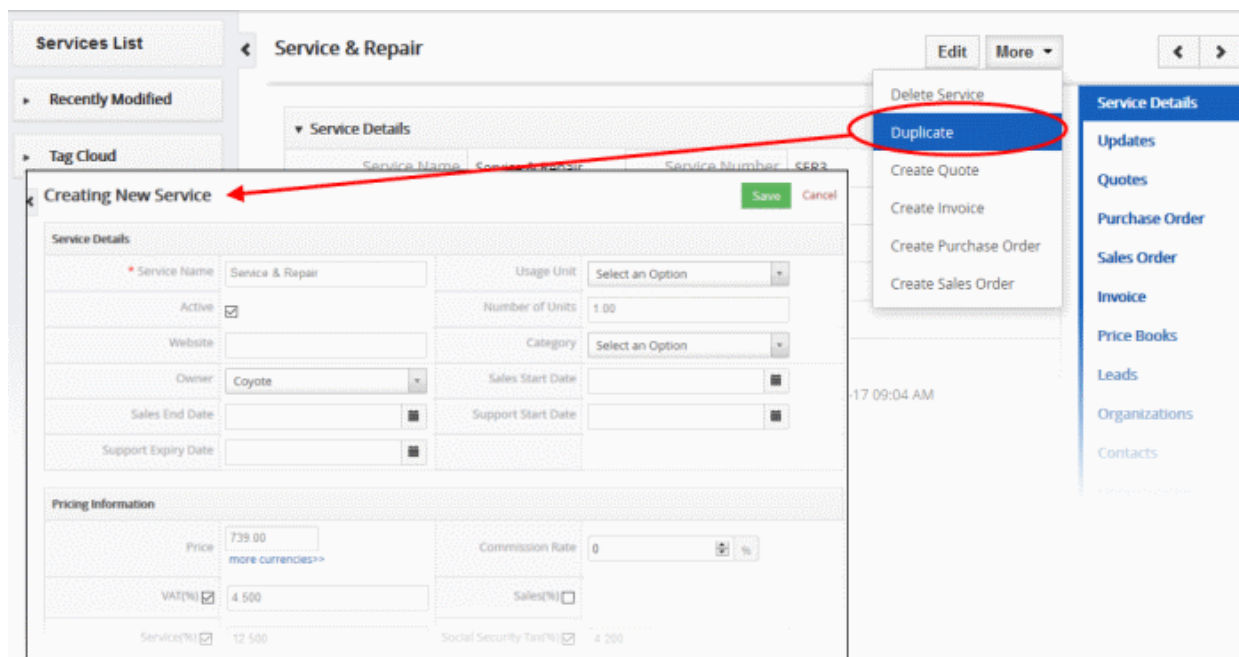 Services List
Service & Repair
Edit
More
Recently Modified
Tag Cloud
Service Details
Service Name Service & Repair Service Number SER3
Delete Service
Duplicate
Create Quote
Create Invoice
Create Purchase Order
Create Sales Order
Service Details
Updates
Quotes
Purchase Order
Sales Order
Invoice
Price Books
Leads
Organizations
Contacts
-17 09:04 AM
Creating New Service
Save
Cancel
Service Details
* Service Name Service & Repair Usage Unit Select an Option
Active Number of Units 1.00
Website Category Select an Option
Owner Coyote Sales Start Date
Sales End Date Support Start Date
Support Expiry Date
Pricing Information
Price 739.00 Commission Rate 0 %
more currencies>>
VAT(%) 4.500 Sales(%)
Service(%) 12.500 Social Security Tax(%) 4.200